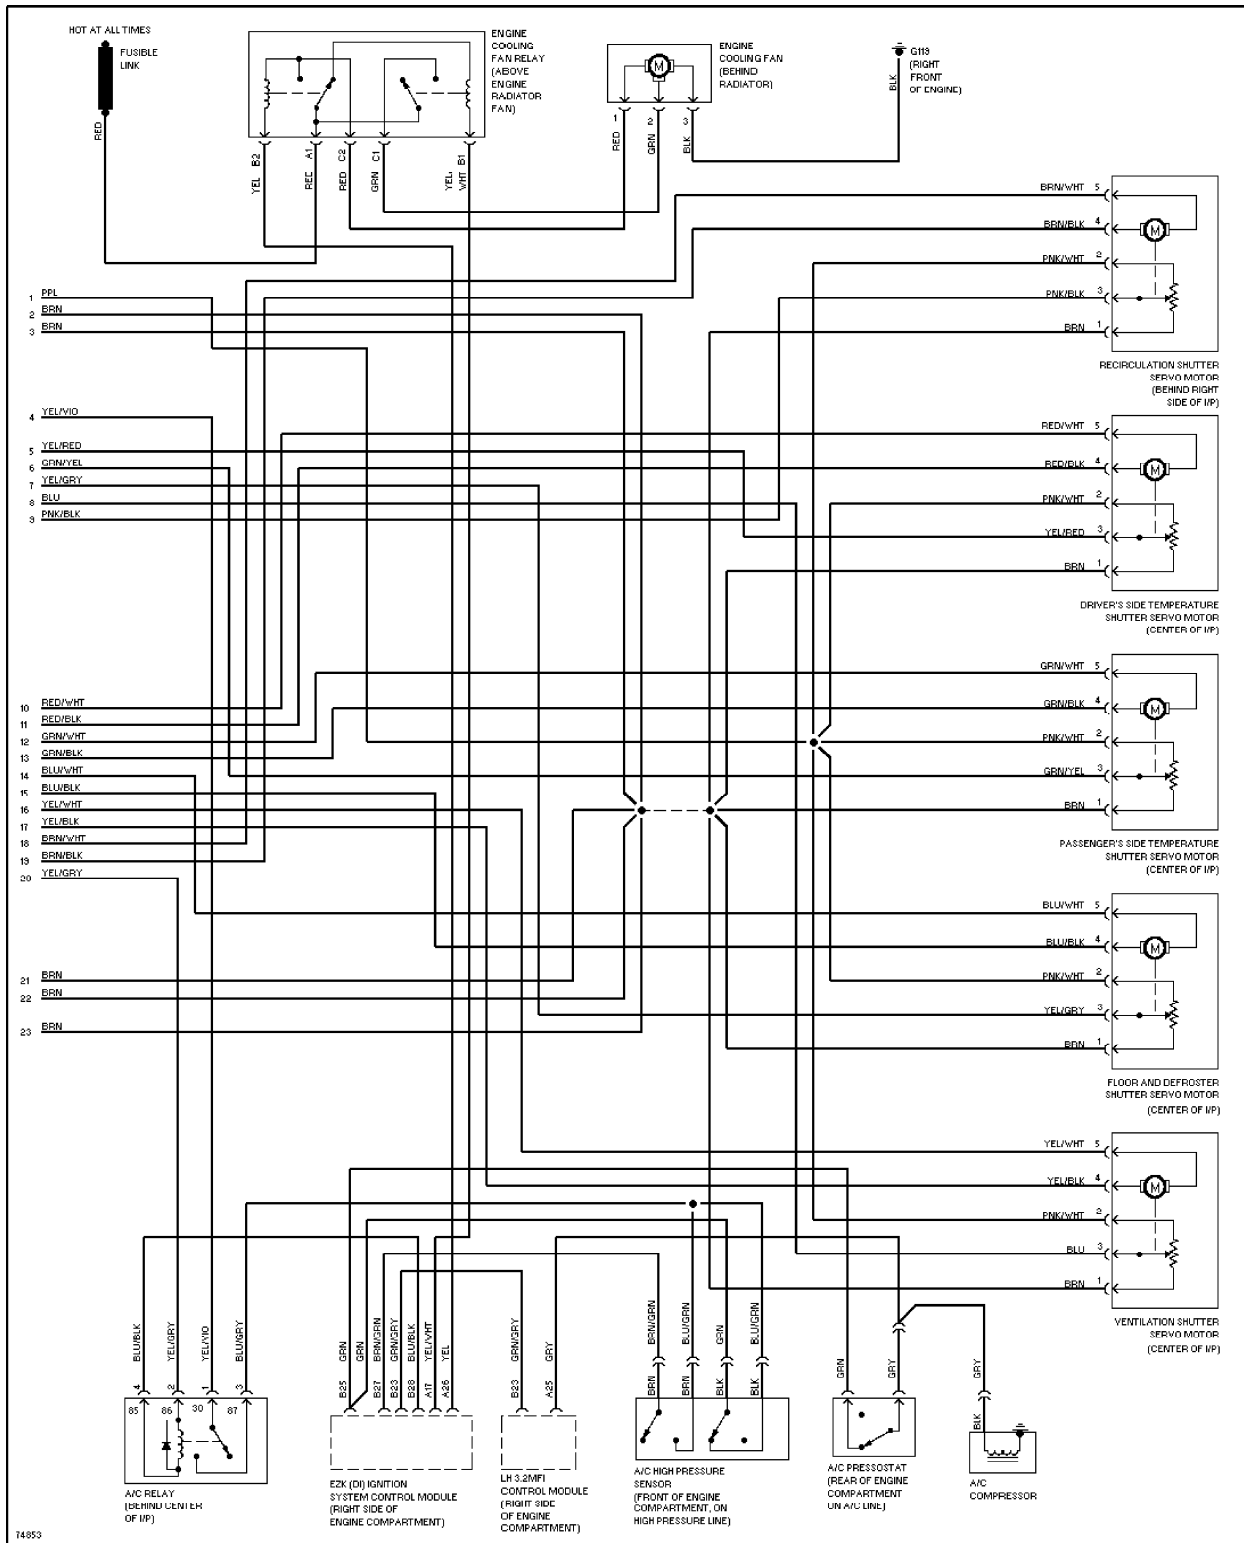 HOT AT ALL TIMES
FUSIBLE
LINK
RED
ENGINE
COOLING
FAN RELAY
(ABOVE
ENGINE
RADIATOR
FAN)
B2
A1
C2
C1
B1
YEL
RED
RED
GRN
YEL
WHT
ENGINE
COOLING FAN
(BEHIND
RADIATOR)
M
1
2
3
RED
GRN
BLK
BLK
G119
(RIGHT
FRONT
OF ENGINE)
BRN/WHT 5
BRN/BLK 4
M
PNK/WHT 2
PNK/BLK 3
BRN 1
RECIRCULATION SHUTTER
SERVO MOTOR
(BEHIND RIGHT
SIDE OF I/P)
1 PPL
2 BRN
3 BRN
4 YEL/VIO
5 YEL/RED
6 GRN/YEL
7 YEL/GRY
8 BLU
9 PNK/BLK
RED/WHT 5
RED/BLK 4
M
PNK/WHT 2
YEL/RED 3
BRN 1
DRIVER'S SIDE TEMPERATURE
SHUTTER SERVO MOTOR
(CENTER OF I/P)
10 RED/WHT
11 RED/BLK
12 GRN/WHT
13 GRN/BLK
14 BLU/WHT
15 BLU/BLK
16 YEL/WHT
17 YEL/BLK
18 BRN/WHT
19 BRN/BLK
20 YEL/GRY
GRN/WHT 5
GRN/BLK 4
M
PNK/WHT 2
GRN/YEL 3
BRN 1
PASSENGER'S SIDE TEMPERATURE
SHUTTER SERVO MOTOR
(CENTER OF I/P)
21 BRN
22 BRN
23 BRN
BLU/WHT 5
BLU/BLK 4
M
PNK/WHT 2
YEL/GRY 3
BRN 1
FLOOR AND DEFROSTER
SHUTTER SERVO MOTOR
(CENTER OF I/P)
YEL/WHT 5
YEL/BLK 4
M
PNK/WHT 2
BLU 3
BRN 1
VENTILATION SHUTTER
SERVO MOTOR
(CENTER OF I/P)
BLU/BLK
YEL/GRY
YEL/VIO
BLU/GRY
4
2
1
3
85
86
30
87
A/C RELAY
(BEHIND CENTER
OF I/P)
GRN
GRN
BRN/GRN
GRN/GRY
BLU/BLK
YEL/WHT
YEL
B25
B27
B23
B28
A17
A26
EZK (DI) IGNITION
SYSTEM CONTROL MODULE
(RIGHT SIDE OF
ENGINE COMPARTMENT)
GRN/GRY
GRY
B23
A25
LH 3.2MFI
CONTROL MODULE
(RIGHT SIDE
OF ENGINE
COMPARTMENT)
BRN/GRN
BLU/GRN
GRN
BLU/GRY
BRN
BRN
BLK
BLK
A/C HIGH PRESSURE
SENSOR
(FRONT OF ENGINE
COMPARTMENT, ON
HIGH PRESSURE LINE)
GRN
GRY
A/C PRESSOSTAT
(REAR OF ENGINE
COMPARTMENT
ON A/C LINE)
GRY
BLK
A/C
COMPRESSOR
74853